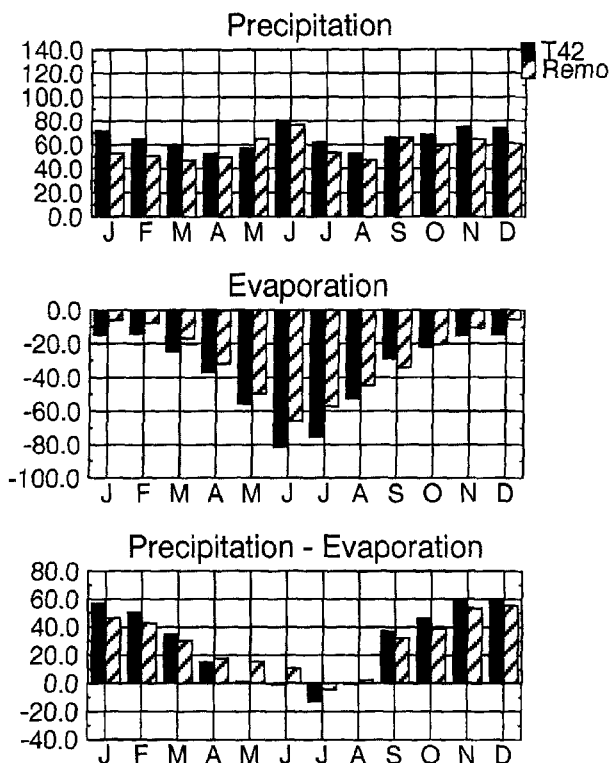 Precipitation
T42
Remo
140.0
120.0
100.0
80.0
60.0
40.0
20.0
0.0
J F M A M J J A S O N D
Evaporation
0.0
-20.0
-40.0
-60.0
-80.0
-100.0
J F M A M J J A S O N D
Precipitation - Evaporation
80.0
60.0
40.0
20.0
0.0
-20.0
-40.0
J F M A M J J A S O N D